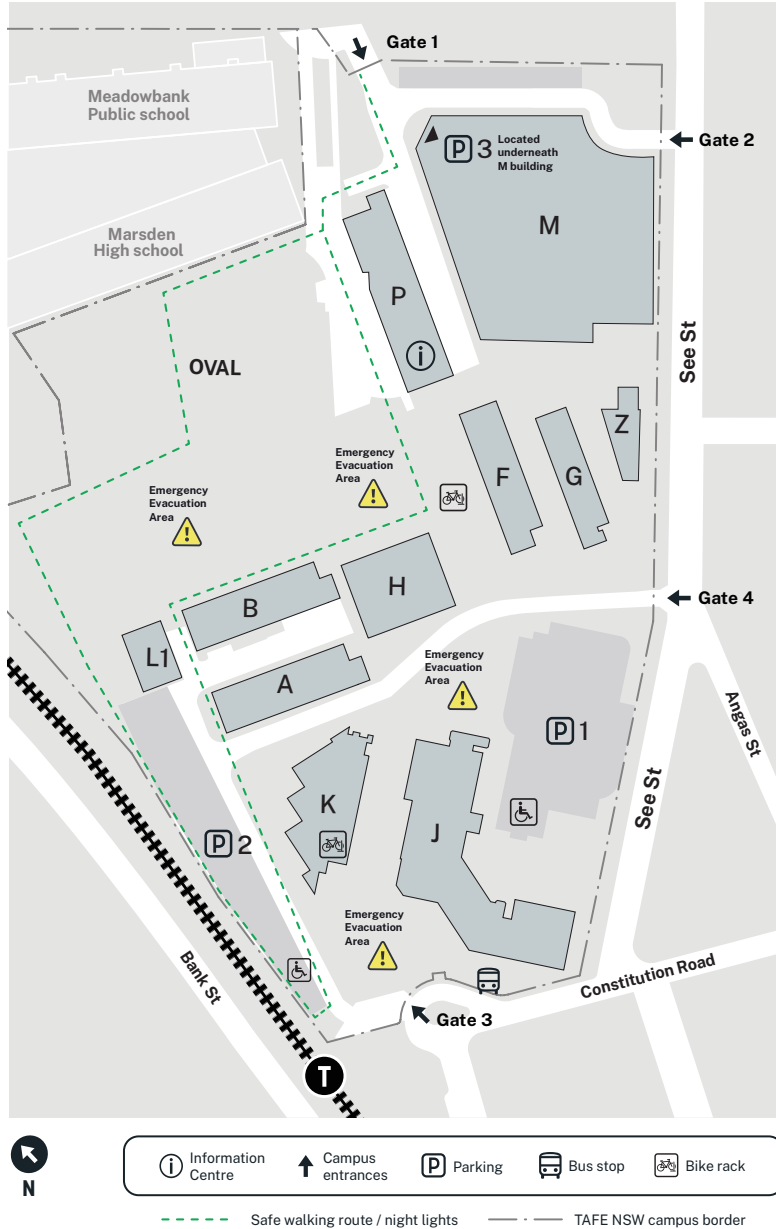 Gate 1
Meadowbank
Public school
Gate 2
P 3
Located
underneath
M building
M
Marsden
High school
P
i
OVAL
See St
Z
F
G
Emergency
Evacuation
Area
!
Emergency
Evacuation
Area
!
H
B
Gate 4
L1
A
Emergency
Evacuation
Area
!
P 1
Angas St
K
J
See St
P 2
Emergency
Evacuation
Area
!
Bank St
Constitution Road
Gate 3
T
N
i
Information
Centre
Campus
entrances
P
Parking
Bus stop
Bike rack
Safe walking route / night lights
TAFE NSW campus border